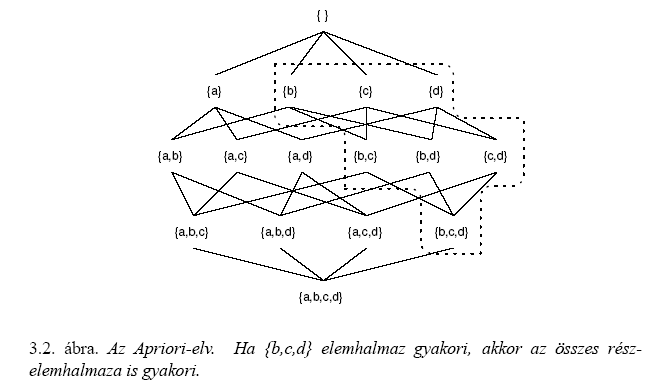 { }
{a} {b} {c} {d}
{a,b} {a,c} {a,d} {b,c} {b,d} {c,d}
{a,b,c} {a,b,d} {a,c,d} {b,c,d}
{a,b,c,d}
3.2. ábra. Az Apriori-elv. Ha {b,c,d} elemhalmaz gyakori, akkor az összes rész-
elemhalmaza is gyakori.